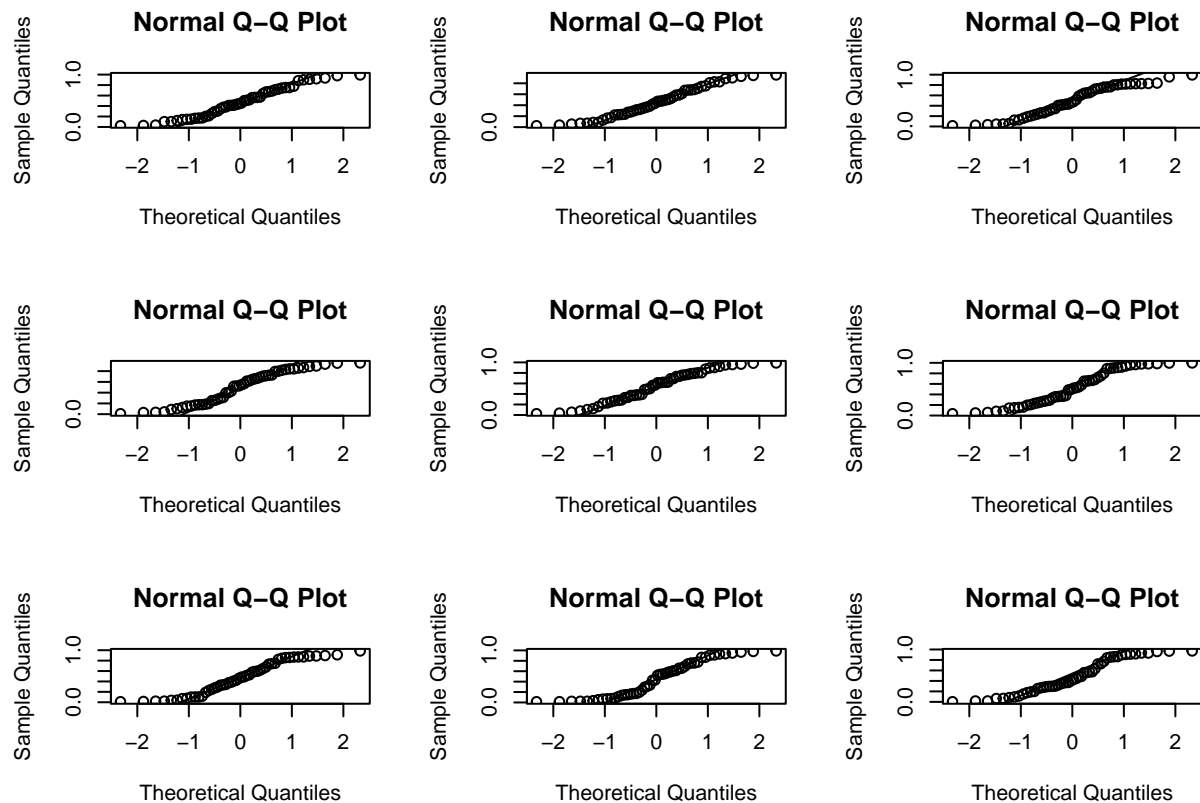 Normal Q−Q Plot
Sample Quantiles
0.0 1.0
−2 −1 0 1 2
Theoretical Quantiles
Normal Q−Q Plot
Sample Quantiles
−2 −1 0 1 2
Theoretical Quantiles
Normal Q−Q Plot
Sample Quantiles
0.0 1.0
−2 −1 0 1 2
Theoretical Quantiles
Normal Q−Q Plot
Sample Quantiles
0.0
−2 −1 0 1 2
Theoretical Quantiles
Normal Q−Q Plot
Sample Quantiles
0.0 1.0
−2 −1 0 1 2
Theoretical Quantiles
Normal Q−Q Plot
Sample Quantiles
0.0 1.0
−2 −1 0 1 2
Theoretical Quantiles
Normal Q−Q Plot
Sample Quantiles
0.0 1.0
−2 −1 0 1 2
Theoretical Quantiles
Normal Q−Q Plot
Sample Quantiles
0.0 1.0
−2 −1 0 1 2
Theoretical Quantiles
Normal Q−Q Plot
Sample Quantiles
0.0 1.0
−2 −1 0 1 2
Theoretical Quantiles